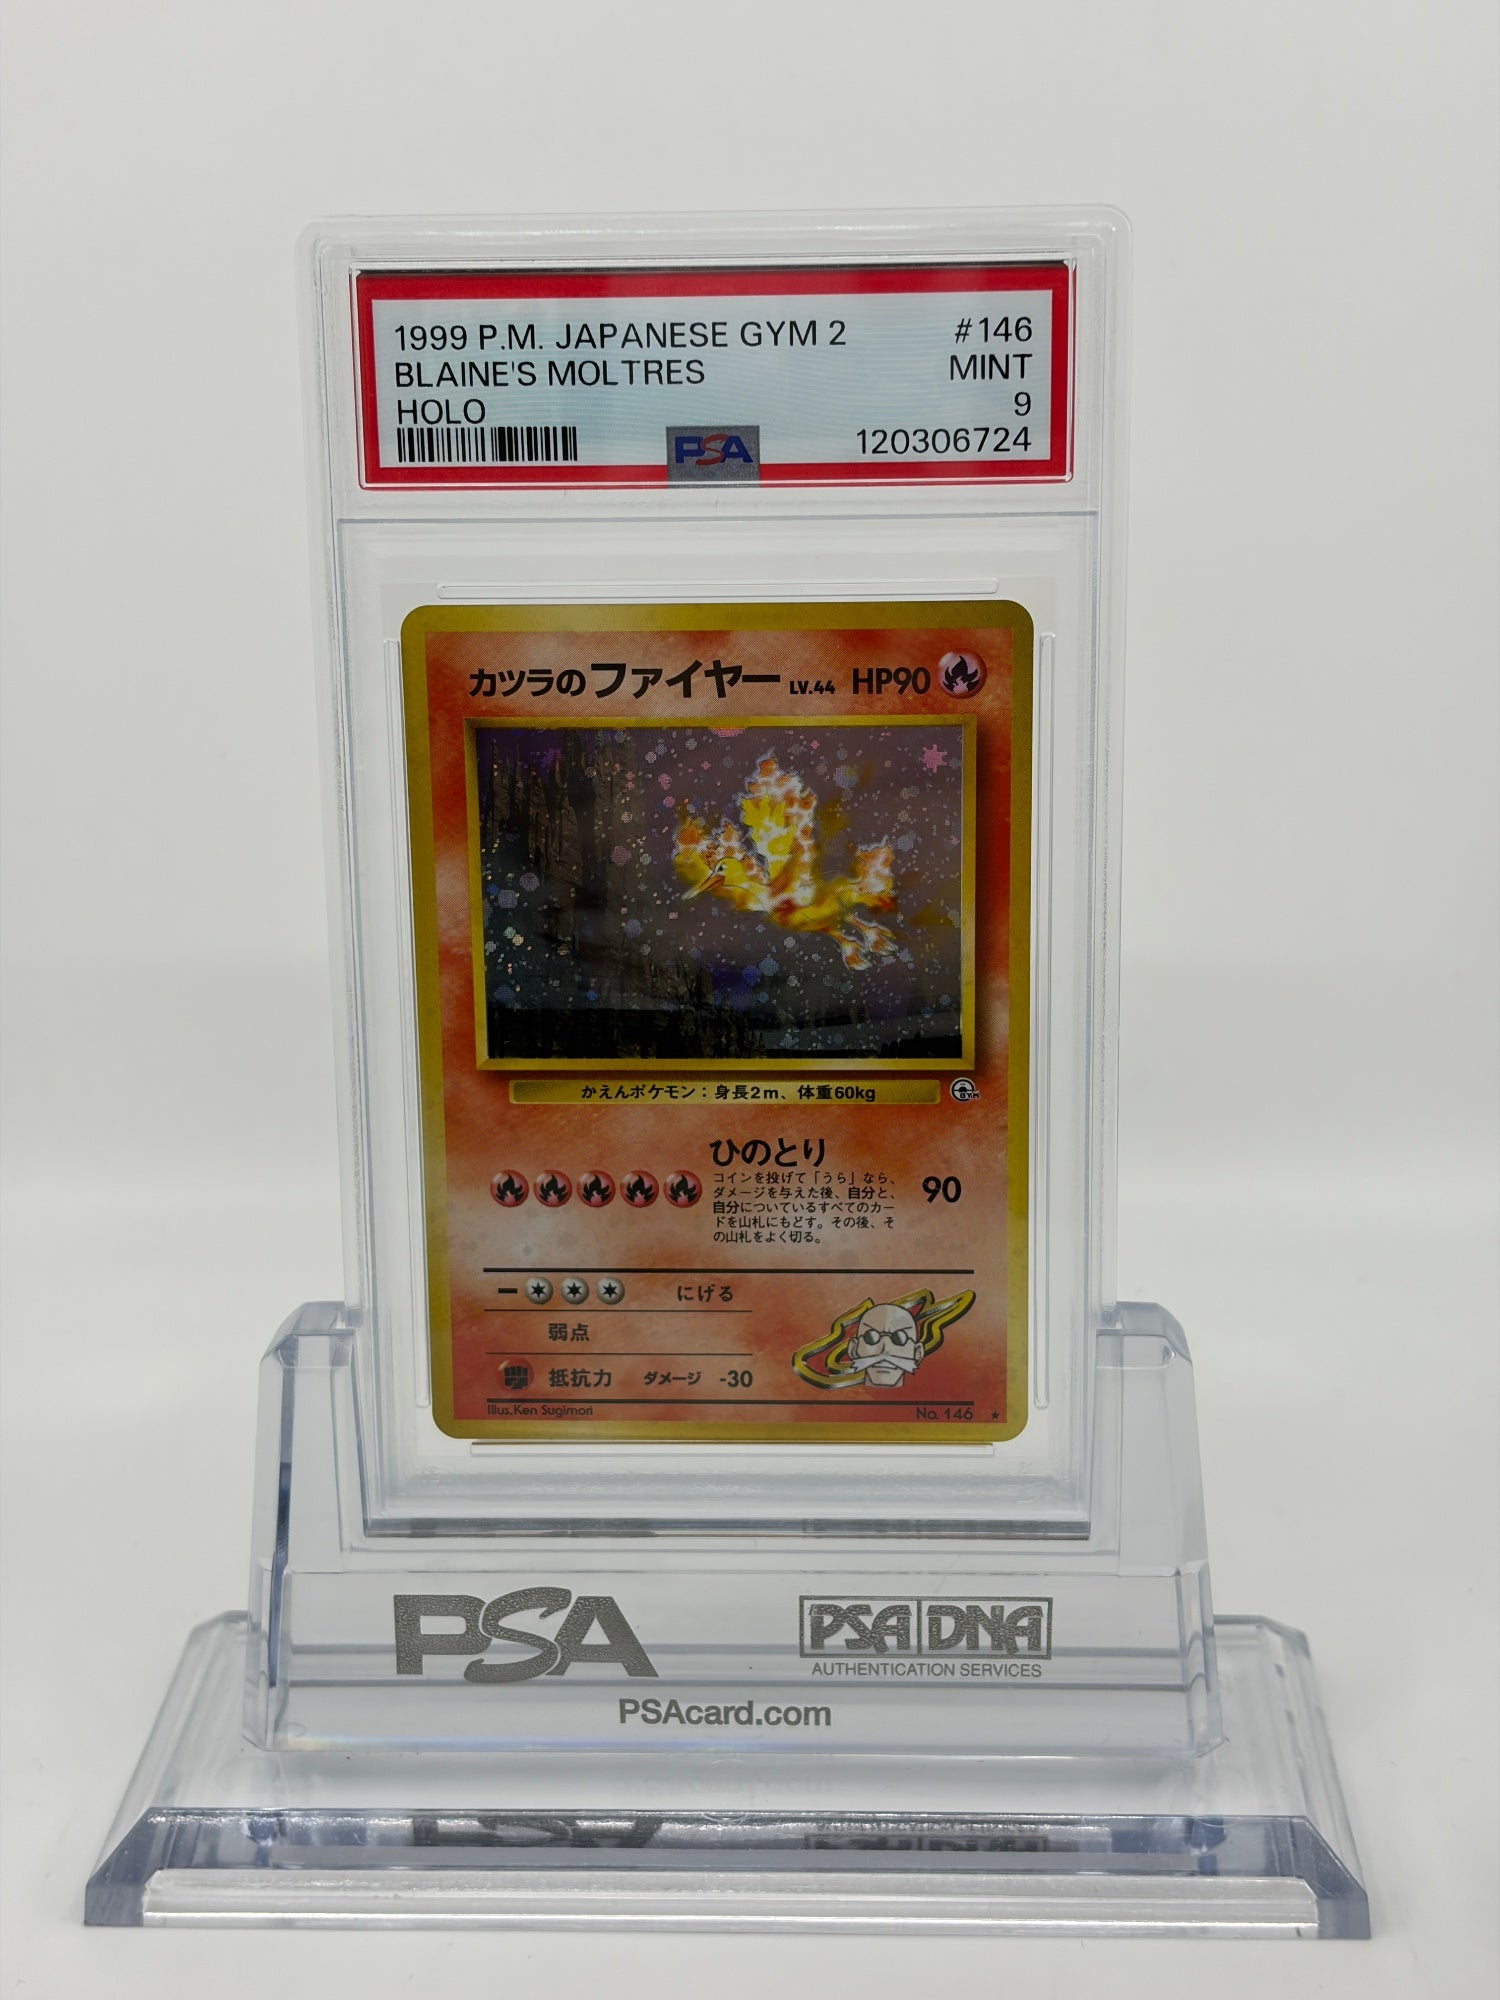 1999 P.M. JAPANESE GYM 2 #146
BLAINE'S MOLTRES MINT
HOLO 9
PSA 120306724
カツラのファイヤー LV.44 HP90
かえんポケモン：身長2m、体重60kg
GYM
ひのとり
コインを投げて「うら」なら、
ダメージを与えた後、自分と、
自分についているすべてのカー
ドを山札にもどす。その後、そ
の山札をよく切る。
90
にげる
弱点
抵抗力 ダメージ -30
Illus.Ken Sugimori No. 146 ★
PSA PSA DNA
AUTHENTICATION SERVICES
PSAcard.com